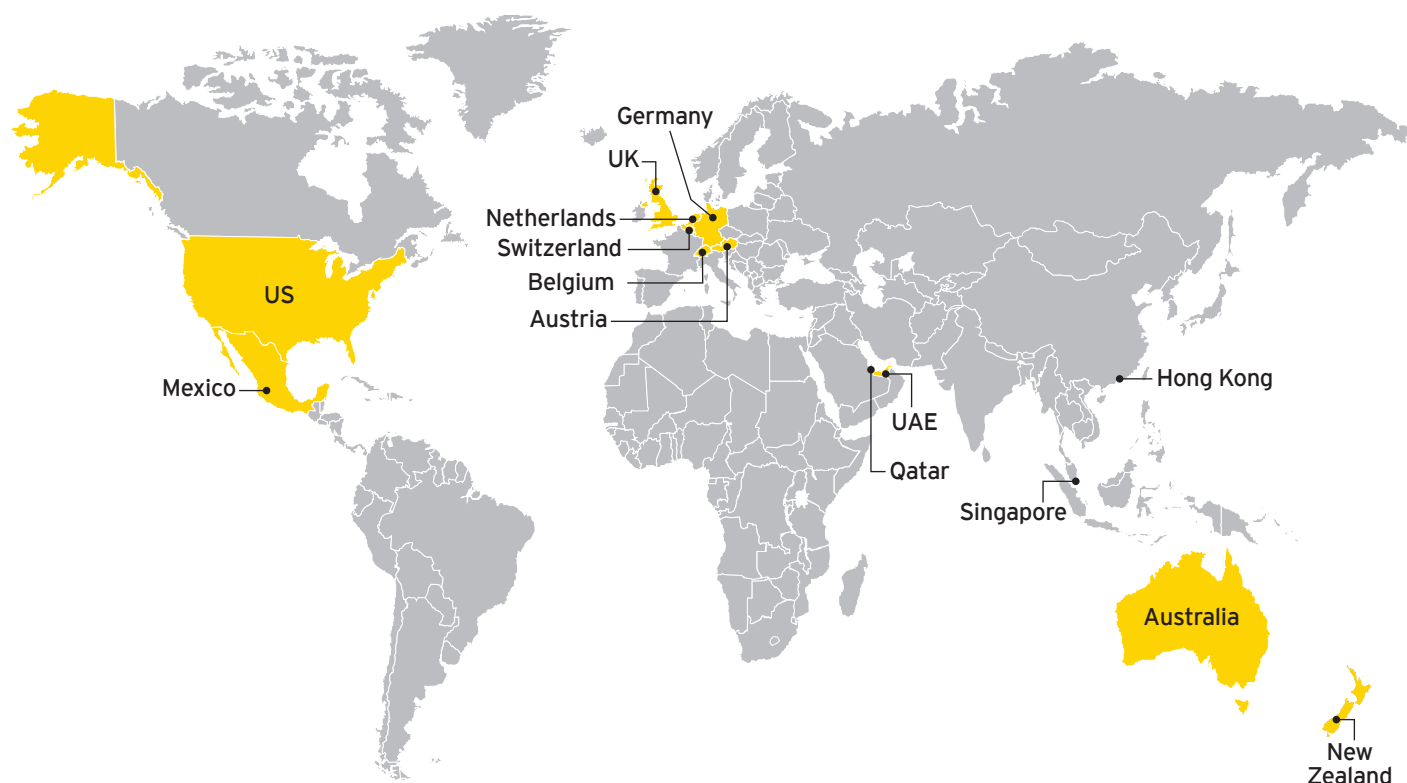 Germany
UK
Netherlands
Switzerland
Belgium
Austria
US
Mexico
Hong Kong
UAE
Qatar
Singapore
Australia
New
Zealand